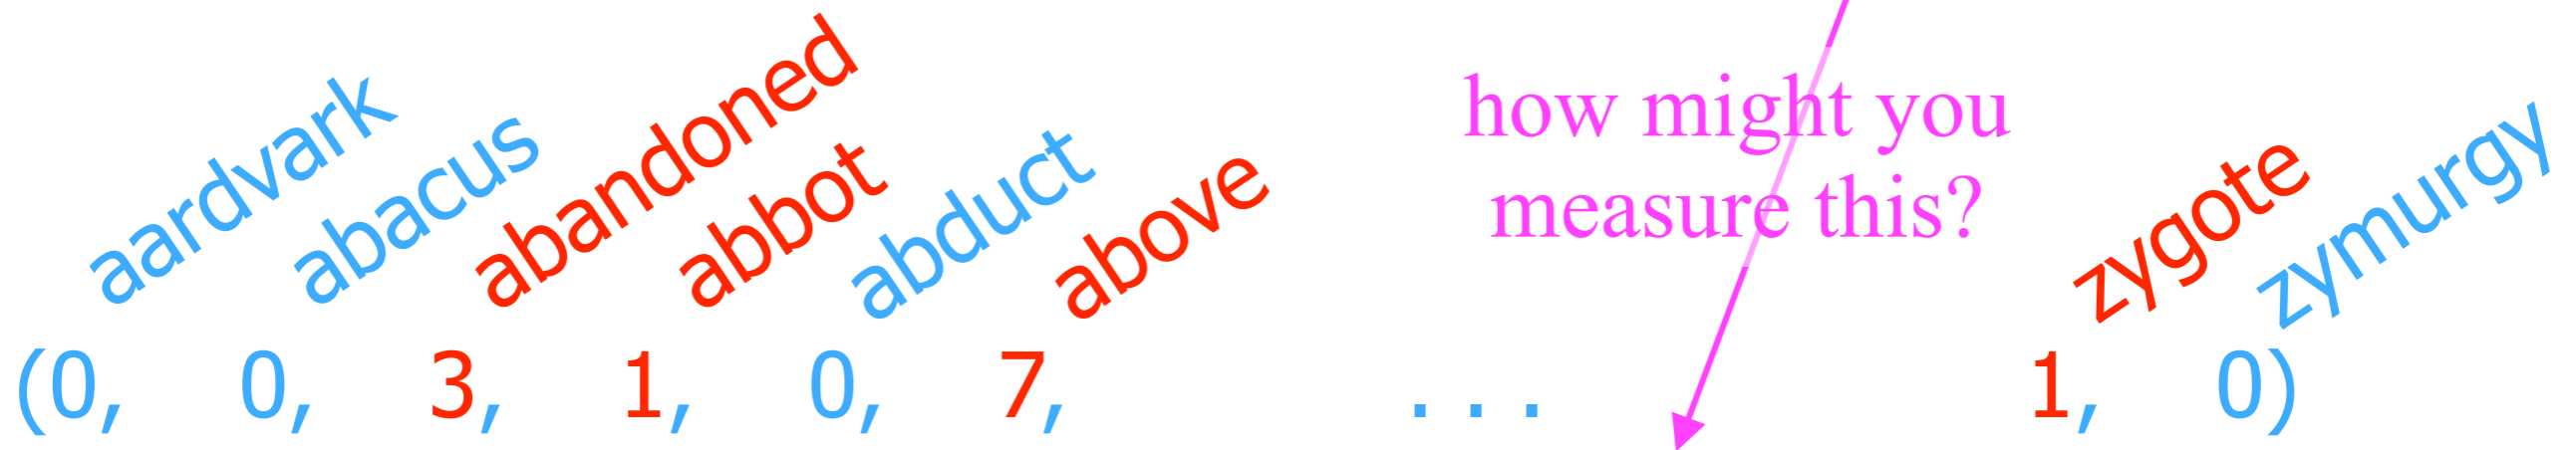 aardvark abacus abandoned abbot abduct above
how might you
measure this?
zygote zymurgy
(0, 0, 3, 1, 0, 7, . . . 1, 0)